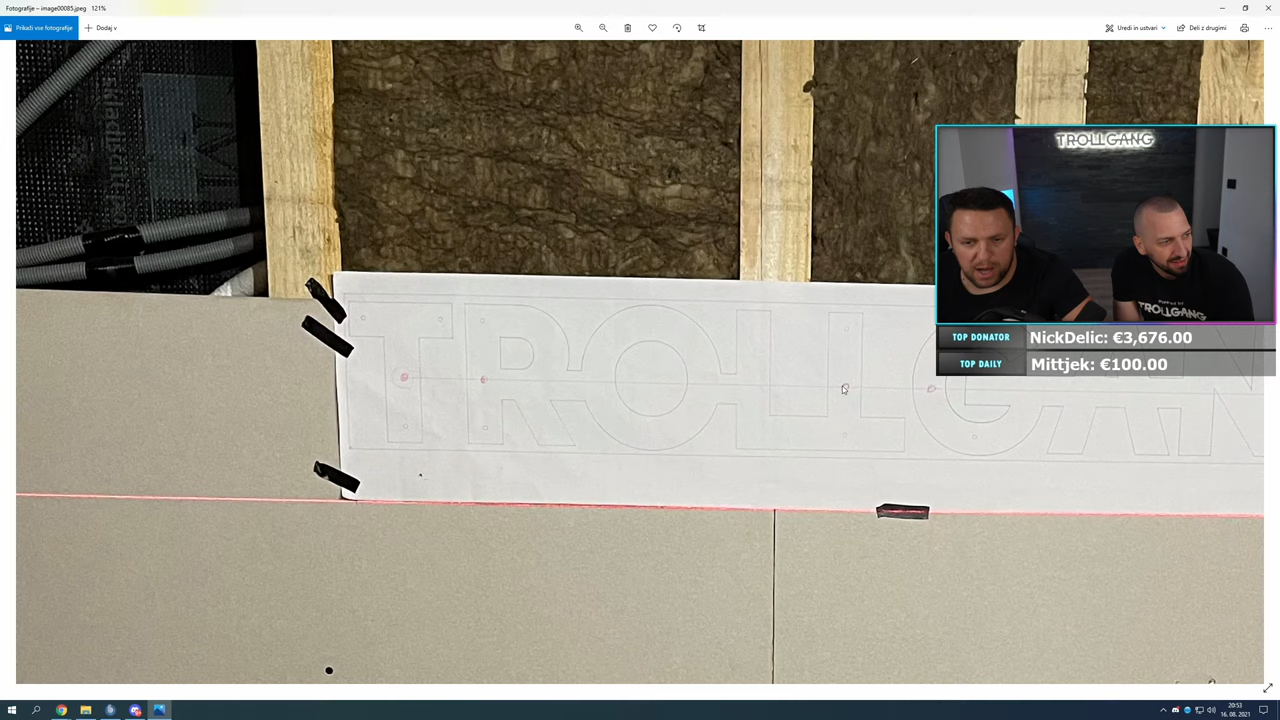 Fotografije – image00085.jpeg 121%
Prikaži vse fotografije
Dodaj v
Uredi in ustvari
Deli z drugimi
TROLLGANG
TROLLGAN
TROLLGANG
TOP DONATOR NickDelic: €3,676.00
TOP DAILY Mittjek: €100.00
20:53
16. 08. 2021